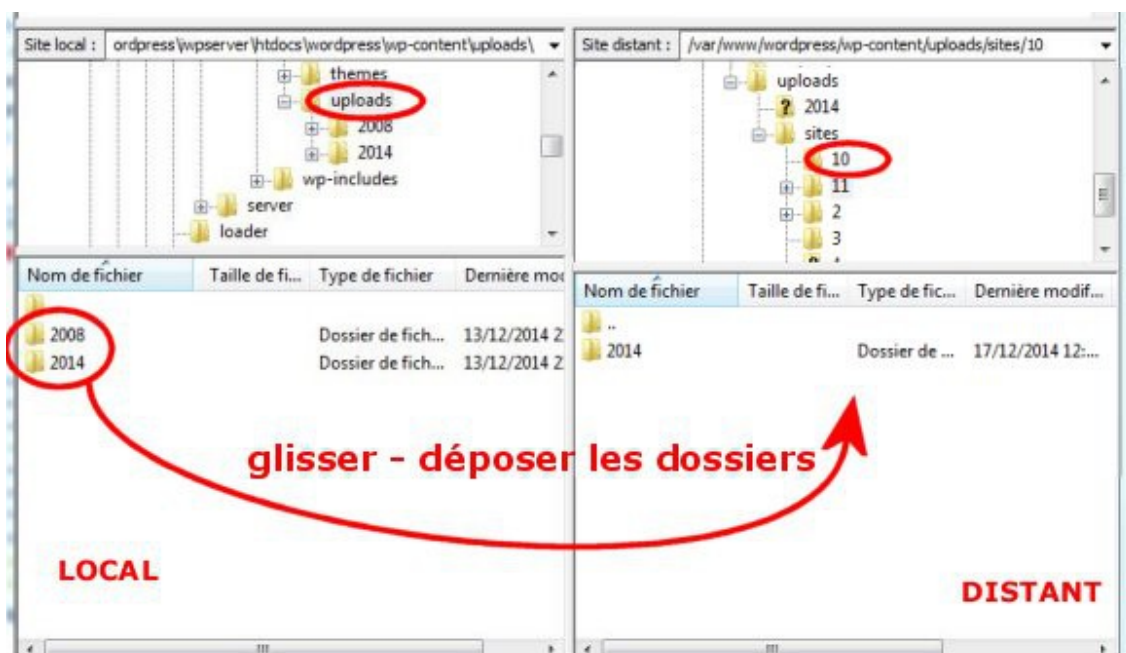 Site local : ordpress\wpserver\htdocs\wordpress\wp-content\uploads\
Site distant : /var/www/wordpress/wp-content/uploads/sites/10
themes
uploads
2008
2014
wp-includes
server
loader
uploads
2014
sites
10
11
2
3
Nom de fichier Taille de fi... Type de fichier Dernière mod
2008 Dossier de fich... 13/12/2014 2
2014 Dossier de fich... 13/12/2014 2
Nom de fichier Taille de fi... Type de fic... Dernière modif...
..
2014 Dossier de ... 17/12/2014 12:...
glisser - déposer les dossiers
LOCAL
DISTANT